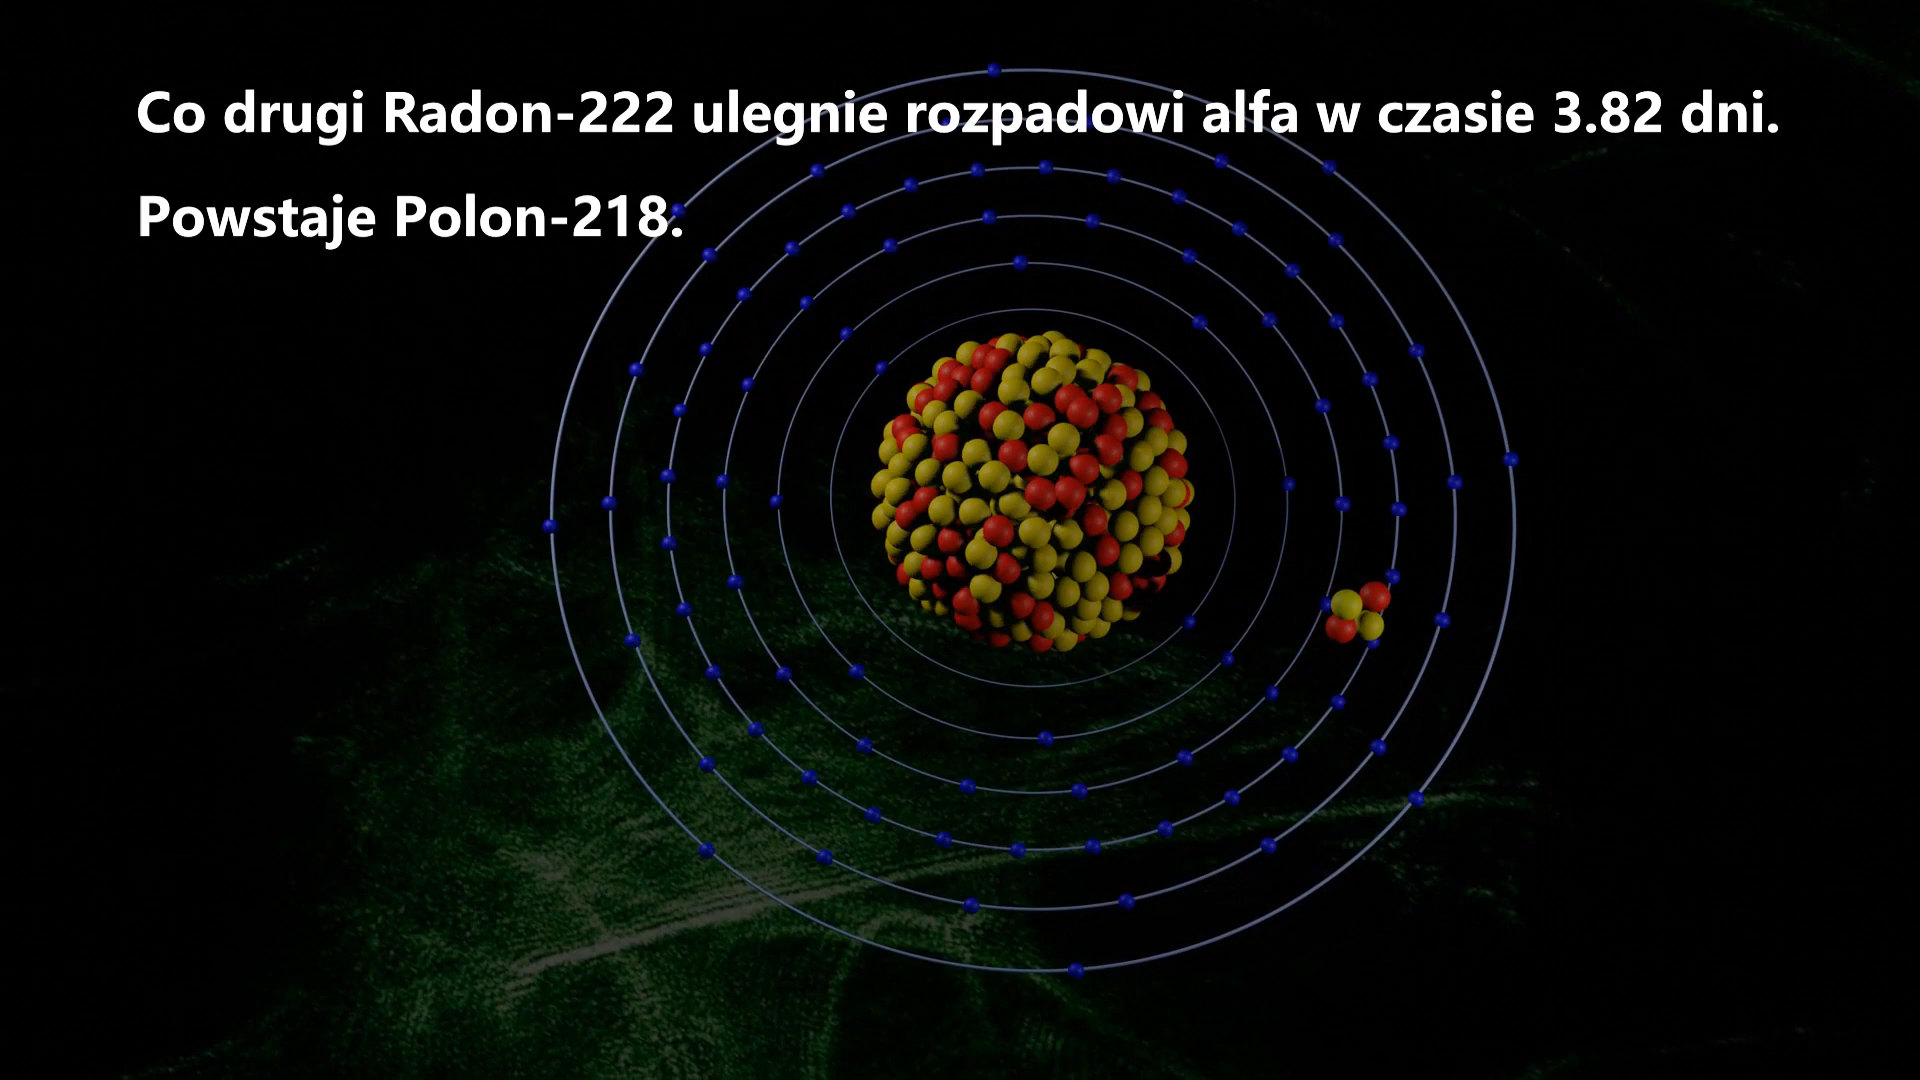 Co drugi Radon-222 ulegnie rozpadowi alfa w czasie 3.82 dni.
Powstaje Polon-218.